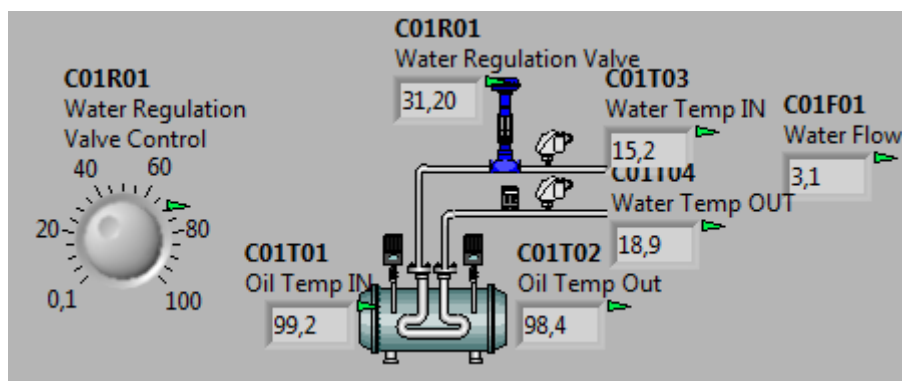 C01R01
Water Regulation Valve
31,20
C01R01
Water Regulation
Valve Control
40
60
20
80
0,1
100
C01T03
Water Temp IN
15,2
C01F01
Water Flow
3,1
C01T04
Water Temp OUT
18,9
C01T01
Oil Temp IN
99,2
C01T02
Oil Temp Out
98,4